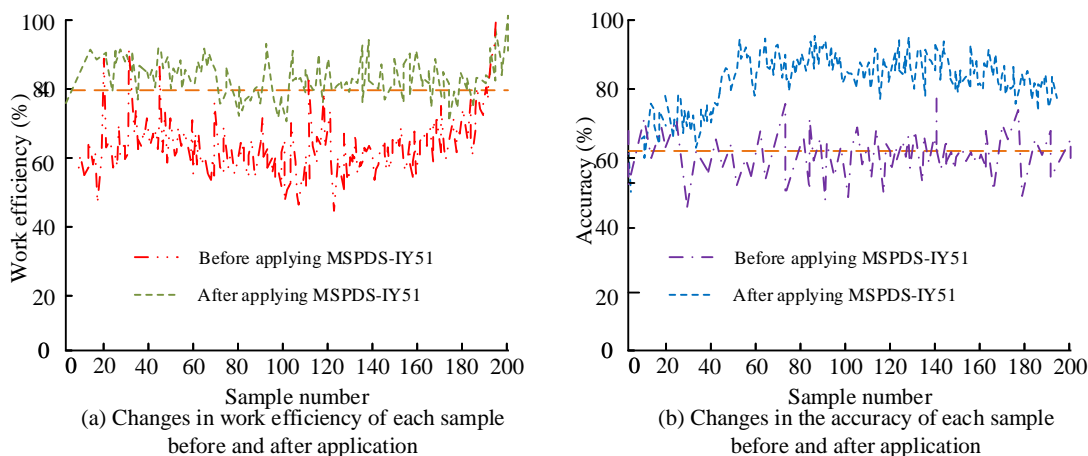 100
80
80
60
40
20
0
Work efficiency (%)
Before applying MSPDS-IY51
After applying MSPDS-IY51
0 20 40 60 80 100 120 140 160 180 200
Sample number
(a) Changes in work efficiency of each sample
before and after application
100
80
60
40
20
0
Accuracy (%)
Before applying MSPDS-IY51
After applying MSPDS-IY51
0 20 40 60 80 100 120 140 160 180 200
Sample number
(b) Changes in the accuracy of each sample
before and after application